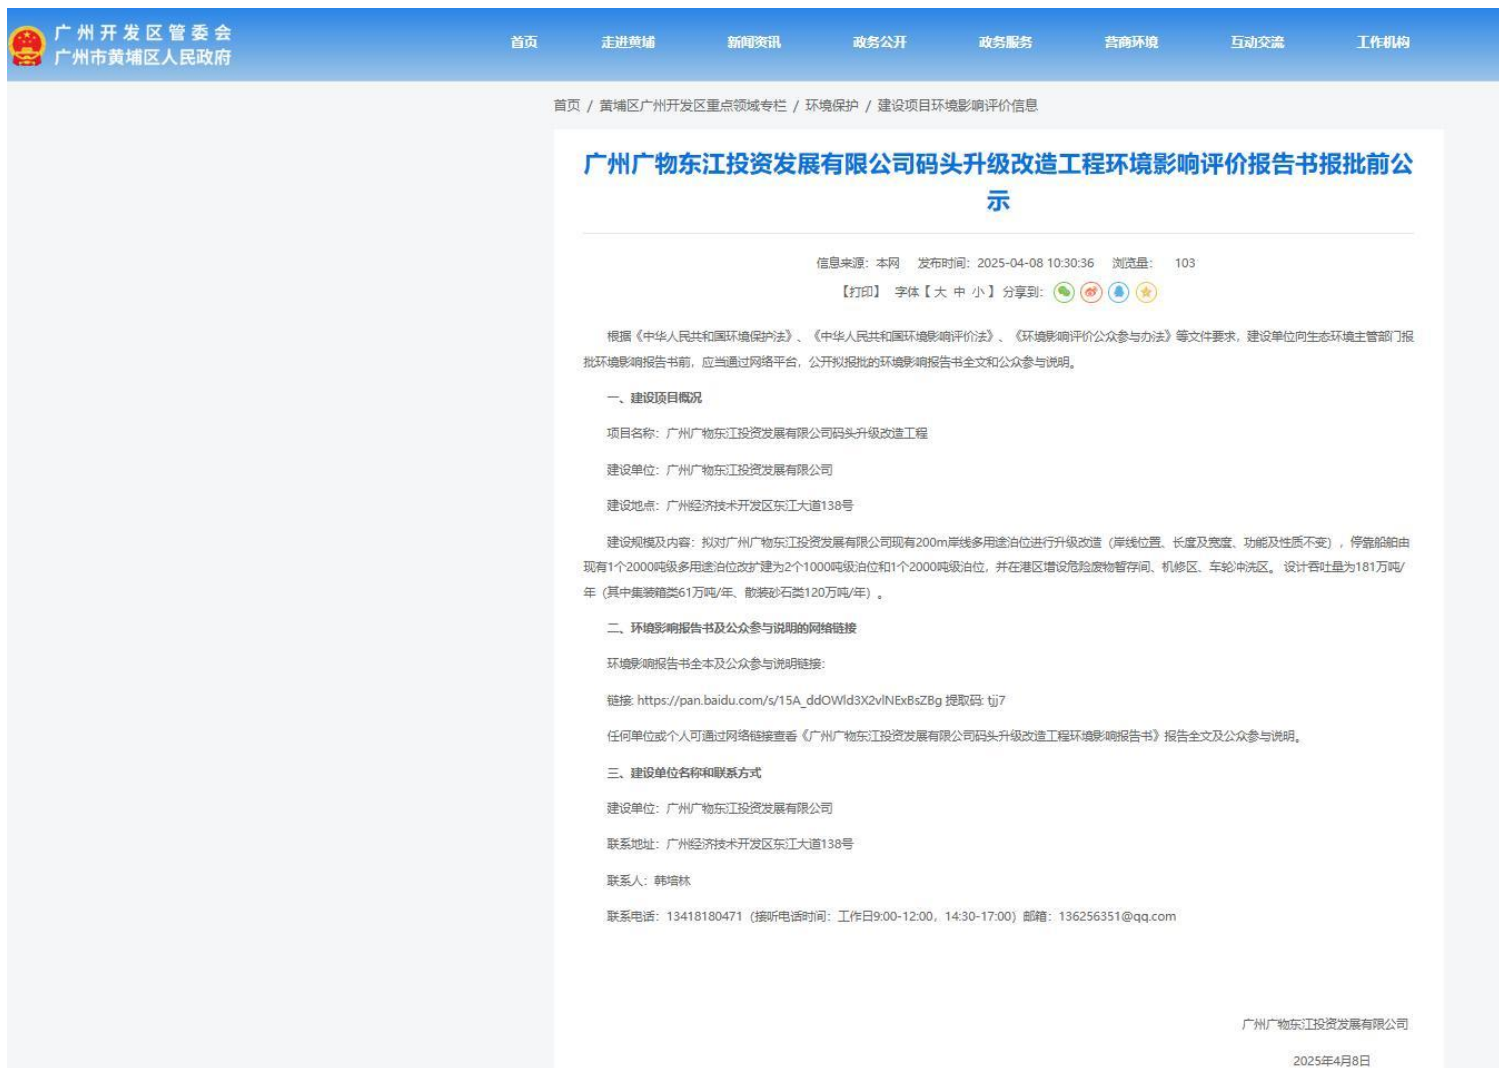 广州开发区管委会
广州市黄埔区人民政府
首页 走进黄埔 新闻资讯 政务公开 政务服务 营商环境 互动交流 工作机构
首页 / 黄埔区广州开发区重点领域专栏 / 环境保护 / 建设项目环境影响评价信息
广州广物东江投资发展有限公司码头升级改造工程环境影响评价报告书报批前公
示
信息来源：本网 发布时间：2025-04-08 10:30:36 浏览量： 103
【打印】 字体【 大 中 小 】 分享到：
根据《中华人民共和国环境保护法》、《中华人民共和国环境影响评价法》、《环境影响评价公众参与办法》等文件要求，建设单位向生态环境主管部门报
批环境影响报告书前，应当通过网络平台，公开拟报批的环境影响报告书全文和公众参与说明。
一、建设项目概况
项目名称：广州广物东江投资发展有限公司码头升级改造工程
建设单位：广州广物东江投资发展有限公司
建设地点：广州经济技术开发区东江大道138号
建设规模及内容：拟对广州广物东江投资发展有限公司现有200m岸线多用途泊位进行升级改造（岸线位置、长度及宽度、功能及性质不变），停靠船舶由
现有1个2000吨级多用途泊位改扩建为2个1000吨级泊位和1个2000吨级泊位，并在港区增设危险废物暂存间、机修区、车轮冲洗区。 设计吞吐量为181万吨/
年（其中集装箱类61万吨/年、散装砂石类120万吨/年）。
二、环境影响报告书及公众参与说明的网络链接
环境影响报告书全本及公众参与说明链接：
链接: https://pan.baidu.com/s/15A_ddOWld3X2vlNExBsZBg 提取码: tjj7
任何单位或个人可通过网络链接查看《广州广物东江投资发展有限公司码头升级改造工程环境影响报告书》报告全文及公众参与说明。
三、建设单位名称和联系方式
建设单位：广州广物东江投资发展有限公司
联系地址：广州经济技术开发区东江大道138号
联系人：韩培林
联系电话：13418180471（接听电话时间：工作日9:00-12:00，14:30-17:00）邮箱：136256351@qq.com
广州广物东江投资发展有限公司
2025年4月8日